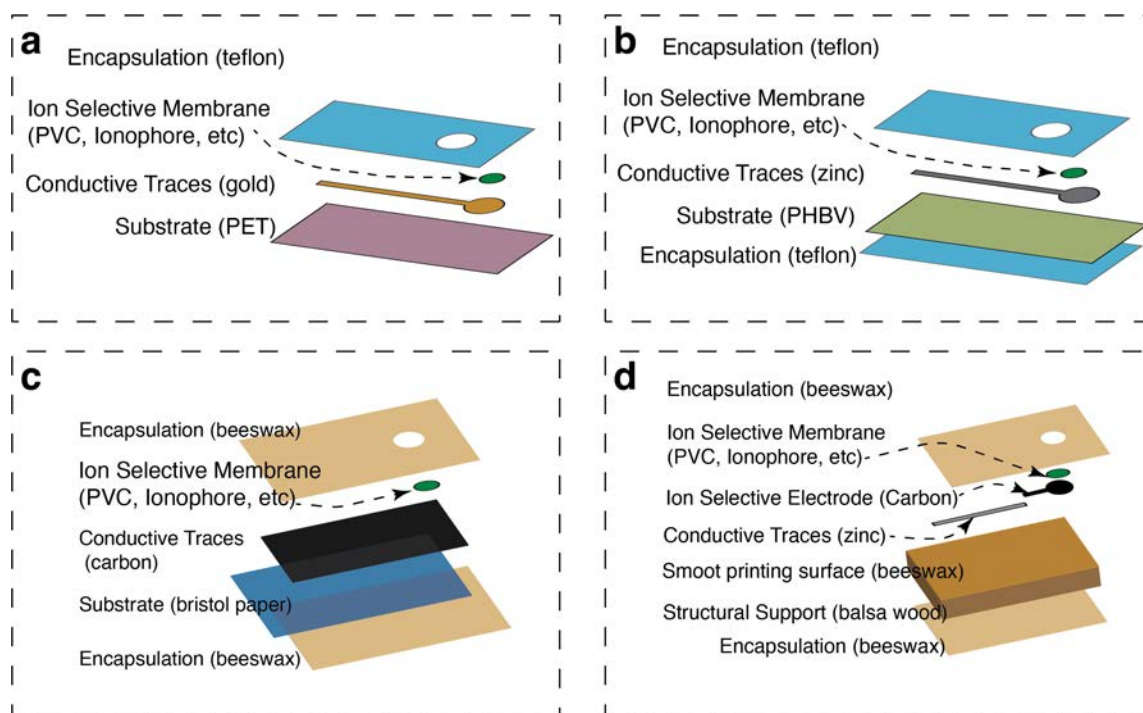 a
Encapsulation (teflon)
Ion Selective Membrane
(PVC, Ionophore, etc)
Conductive Traces (gold)
Substrate (PET)
b
Encapsulation (teflon)
Ion Selective Membrane
(PVC, Ionophore, etc)
Conductive Traces (zinc)
Substrate (PHBV)
Encapsulation (teflon)
c
Encapsulation (beeswax)
Ion Selective Membrane
(PVC, Ionophore, etc)
Conductive Traces
(carbon)
Substrate (bristol paper)
Encapsulation (beeswax)
d
Encapsulation (beeswax)
Ion Selective Membrane
(PVC, Ionophore, etc)
Ion Selective Electrode (Carbon)
Conductive Traces (zinc)
Smoot printing surface (beeswax)
Structural Support (balsa wood)
Encapsulation (beeswax)